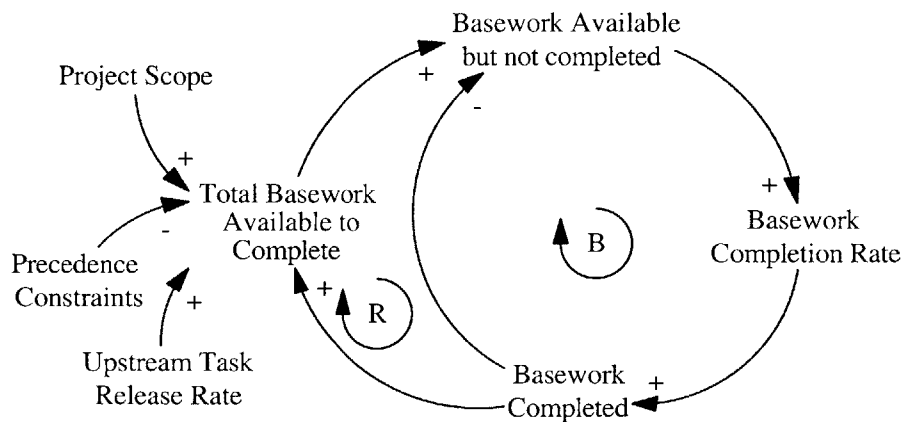 Basework Available
but not completed
+
-
Project Scope
+
Total Basework
Available to
Complete
-
Precedence
Constraints
+
Upstream Task
Release Rate
+
R
B
+
Basework
Completion Rate
+
Basework
Completed